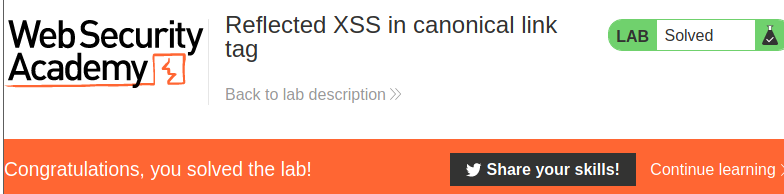 Web Security
Academy
Reflected XSS in canonical link
tag
Back to lab description
LAB Solved
Congratulations, you solved the lab!
Share your skills!
Continue learning